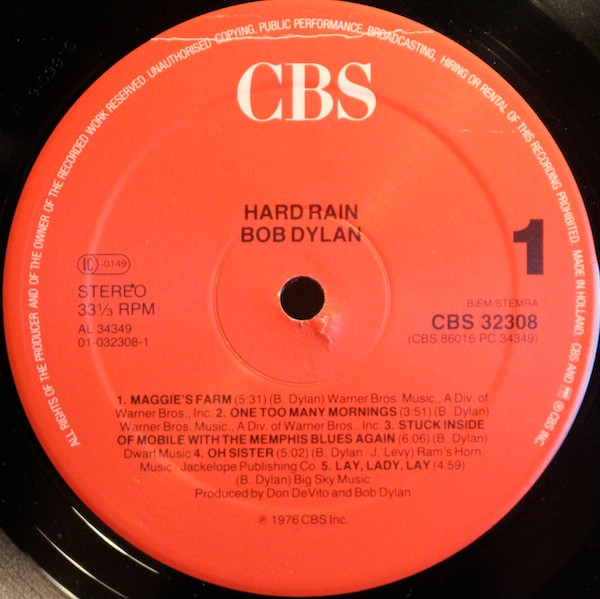 ALL RIGHTS OF THE PRODUCER AND OF THE OWNER OF THE RECORDED WORK RESERVED. UNAUTHORISED COPYING, PUBLIC PERFORMANCE, BROADCASTING, HIRING OR RENTAL OF THIS RECORDING PROHIBITED. MADE IN HOLLAND. CBS AND ℗ CBS INC.
CBS
HARD RAIN
BOB DYLAN
1
IC -0149
STEREO
33⅓ RPM
AL 34349
01-032308-1
BIEM-STEMRA
CBS 32308
(CBS 86016 PC 34349)
1. MAGGIE'S FARM (5:31) (B. Dylan) Warner Bros. Music., A Div. of
Warner Bros., Inc. 2. ONE TOO MANY MORNINGS (B. Dylan)
Warner Bros. Music., A Div. of Warner Bros., Inc. 3. STUCK INSIDE
OF MOBILE WITH THE MEMPHIS BLUES AGAIN (6:06) (B. Dylan)
Dwarf Music 4. OH SISTER (5:02) (B. Dylan / J. Levy) Ram's Horn
Music / Jackelope Publishing Co. 5. LAY, LADY, LAY (4:59)
(B. Dylan) Big Sky Music
Produced by Don DeVito and Bob Dylan
℗ 1976 CBS Inc.